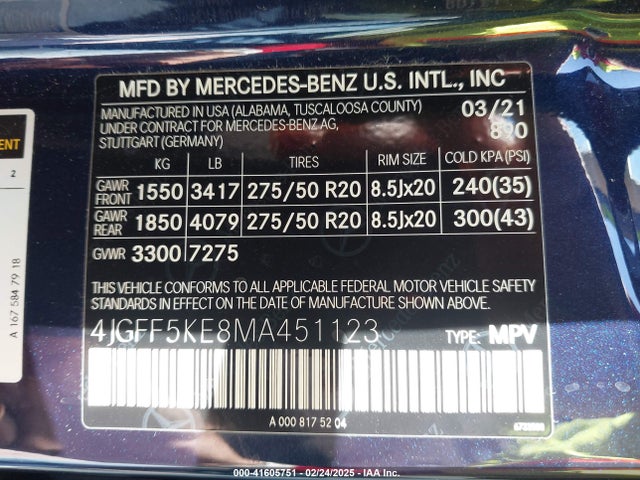 MFD BY MERCEDES-BENZ U.S. INTL., INC
MANUFACTURED IN USA (ALABAMA, TUSCALOOSA COUNTY) 03/21
UNDER CONTRACT FOR MERCEDES-BENZ AG, 890
STUTTGART (GERMANY)
KG LB TIRES RIM SIZE COLD KPA (PSI)
GAWR FRONT 1550 3417 275/50 R20 8.5Jx20 240(35)
GAWR REAR 1850 4079 275/50 R20 8.5Jx20 300(43)
GVWR 3300 7275
THIS VEHICLE CONFORMS TO ALL APPLICABLE FEDERAL MOTOR VEHICLE SAFETY
STANDARDS IN EFFECT ON THE DATE OF MANUFACTURE SHOWN ABOVE.
4JGFF5KE8MA451123 TYPE: MPV
A 000 817 52 04
2
A 167 584 79 18
© 41605751 - 02/24/2025 - IAA Inc.